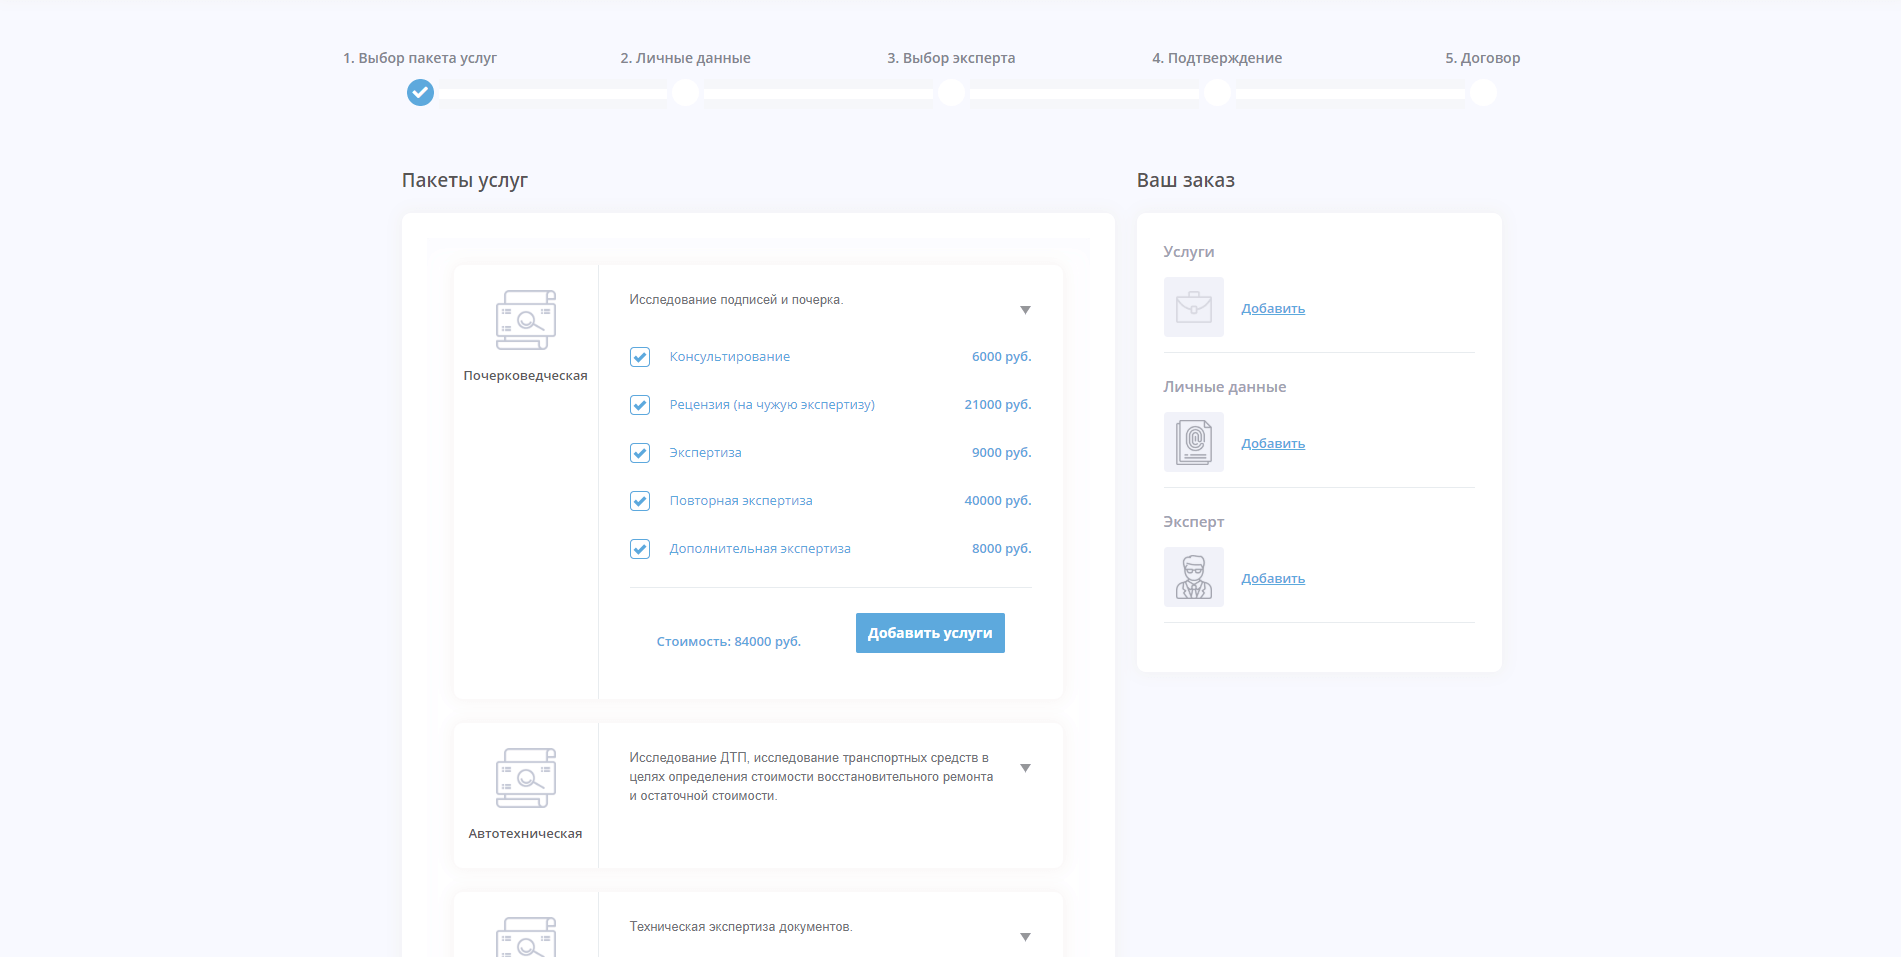 1. Выбор пакета услуг
2. Личные данные
3. Выбор эксперта
4. Подтверждение
5. Договор
Пакеты услуг
Почерковедческая
Исследование подписей и почерка.
Консультирование 6000 руб.
Рецензия (на чужую экспертизу) 21000 руб.
Экспертиза 9000 руб.
Повторная экспертиза 40000 руб.
Дополнительная экспертиза 8000 руб.
Стоимость: 84000 руб.
Добавить услуги
Автотехническая
Исследование ДТП, исследование транспортных средств в
целях определения стоимости восстановительного ремонта
и остаточной стоимости.
Техническая экспертиза документов.
Ваш заказ
Услуги
Добавить
Личные данные
Добавить
Эксперт
Добавить